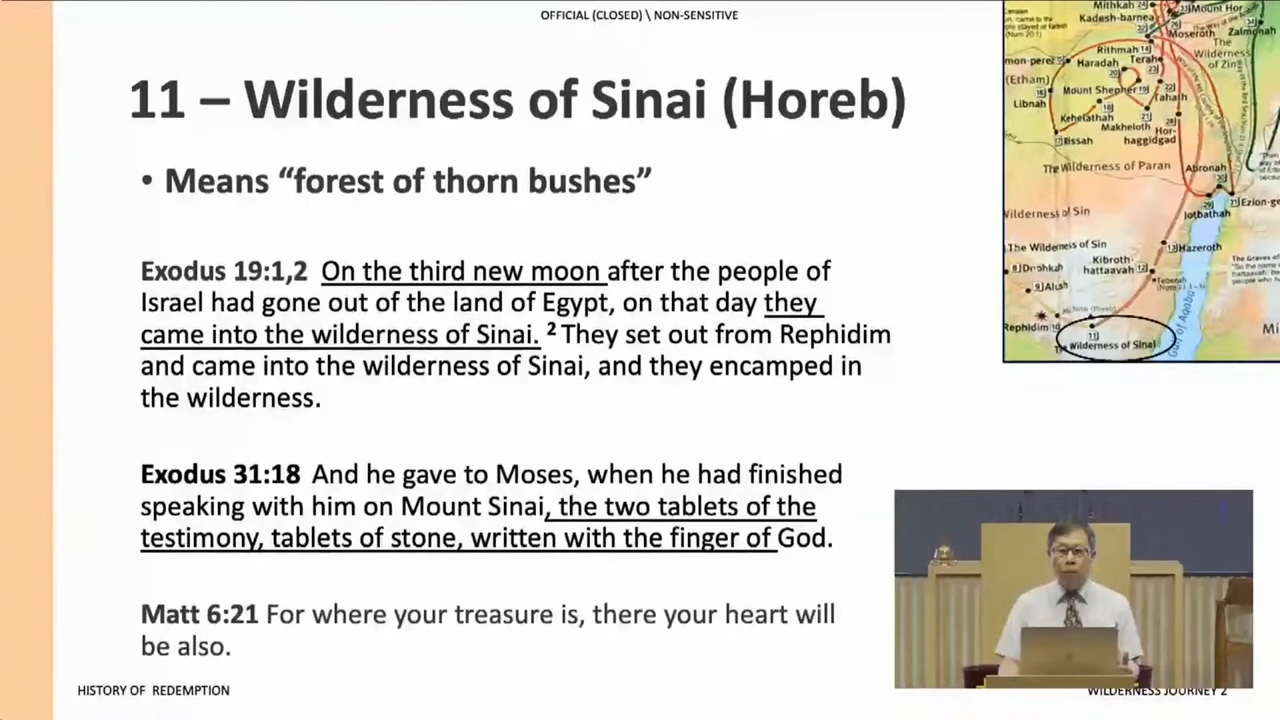 OFFICIAL (CLOSED) \ NON-SENSITIVE
11 – Wilderness of Sinai (Horeb)
• Means “forest of thorn bushes”
Exodus 19:1,2 On the third new moon after the people of
Israel had gone out of the land of Egypt, on that day they
came into the wilderness of Sinai. ² They set out from Rephidim
and came into the wilderness of Sinai, and they encamped in
the wilderness.
Exodus 31:18 And he gave to Moses, when he had finished
speaking with him on Mount Sinai, the two tablets of the
testimony, tablets of stone, written with the finger of God.
Matt 6:21 For where your treasure is, there your heart will
be also.
Mithkah
Mount Hor
Kadesh-barnea
Moseroth
Zalmonah
Rithmah
The
Wilderness
of Zin
Haradah
Terah
(Etham)
Mount Shepher
Tahath
Libnah
Kehelathah
Makheloth
Rissah
Hor-
haggidgad
The Wilderness of Paran
Abronah
Jotbathah
Ezion-ge
Wilderness of Sin
The Wilderness of Sin
Hazeroth
Kibroth-
hattaavah
Alush
Rephidim
11
Wilderness of Sinai
Gulf of Aqaba
Mi
HISTORY OF REDEMPTION
WILDERNESS JOURNEY 2